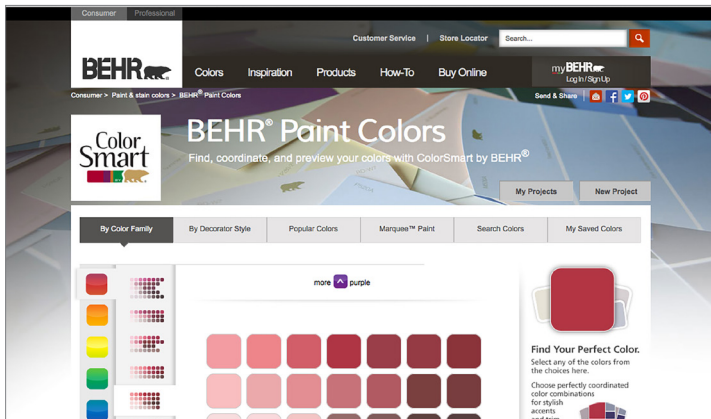 Consumer Professional
Customer Service | Store Locator Search...
BEHR
Colors Inspiration Products How-To Buy Online
myBEHR
Log In / Sign Up
Consumer > Paint & stain colors > BEHR® Paint Colors
Send & Share
Color
Smart
BEHR® Paint Colors
Find, coordinate, and preview your colors with ColorSmart by BEHR®
My Projects New Project
By Color Family By Decorator Style Popular Colors Marquee™ Paint Search Colors My Saved Colors
more purple
Find Your Perfect Color.
Select any of the colors from
the choices here.
Choose perfectly coordinated
color combinations
for stylish
accents
and trim